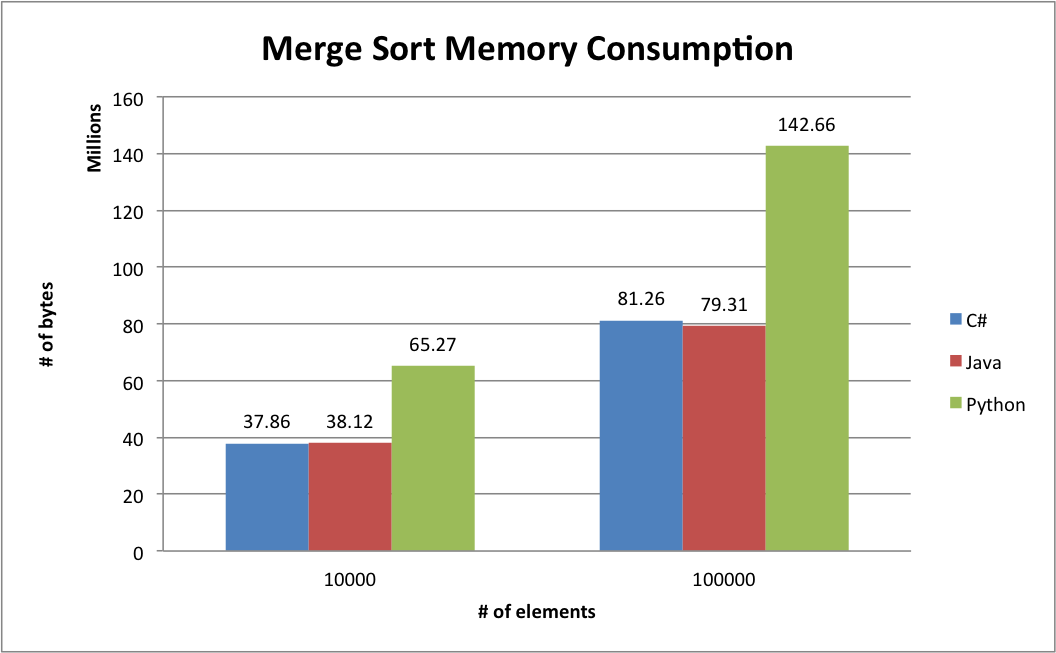 Merge Sort Memory Consumption
Millions
# of bytes
160
140
120
100
80
60
40
20
0
37.86
38.12
65.27
81.26
79.31
142.66
10000
100000
# of elements
C#
Java
Python